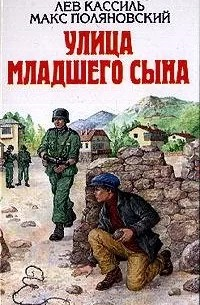 ЛЕВ КАССИЛЬ
МАКС ПОЛЯНОВСКИЙ
УЛИЦА
МЛАДШЕГО СЫНА